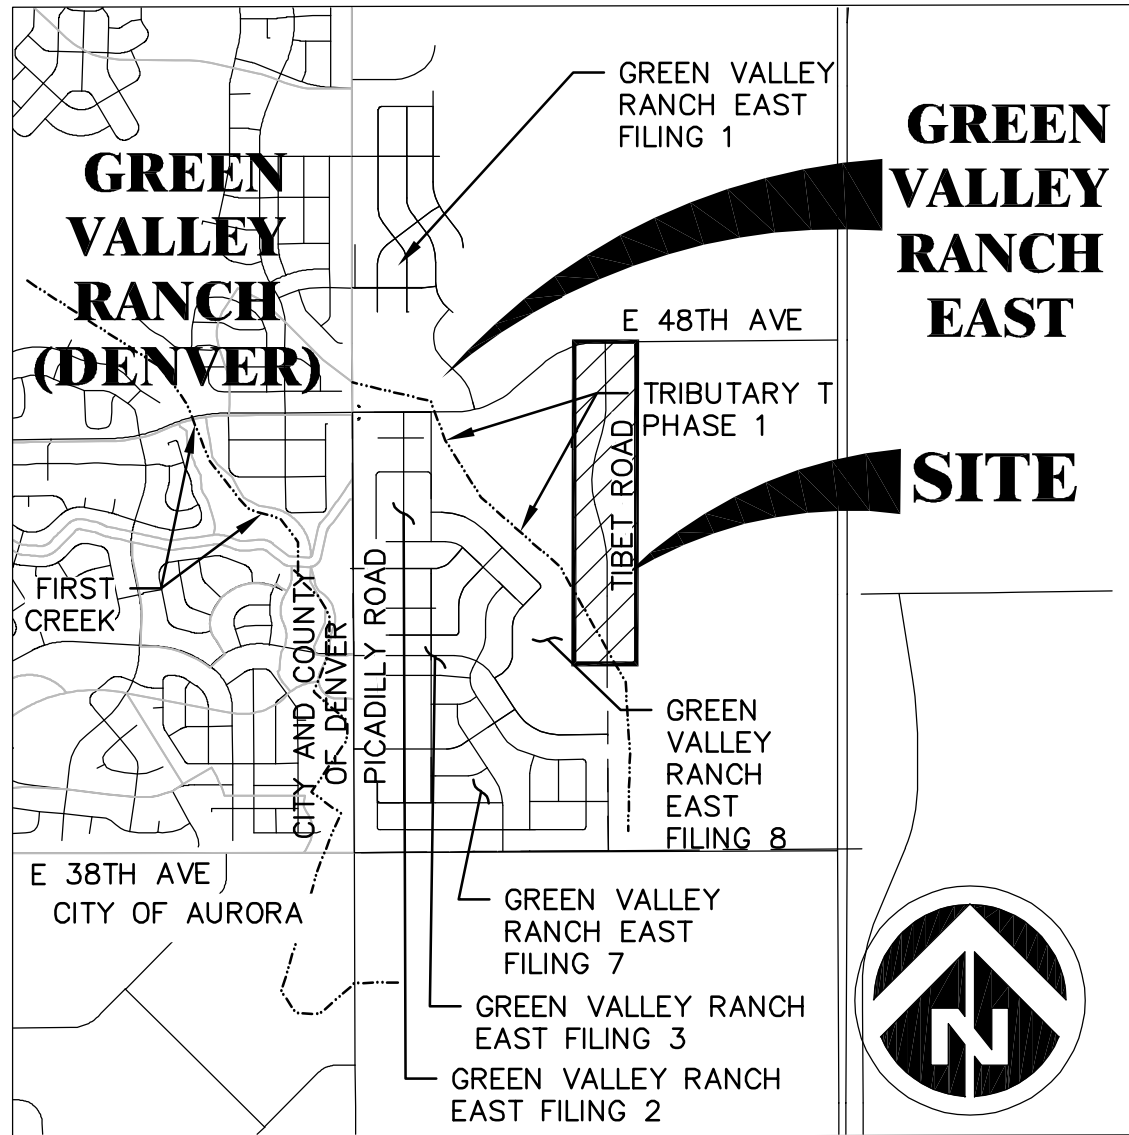 GREEN VALLEY
RANCH EAST
FILING 1
GREEN
VALLEY
RANCH
EAST
GREEN
VALLEY
RANCH
(DENVER)
E 48TH AVE
TRIBUTARY T
PHASE 1
TIBET ROAD
SITE
FIRST
CREEK
CITY AND COUNTY
OF DENVER
PICADILLY ROAD
GREEN
VALLEY
RANCH
EAST
FILING 8
E 38TH AVE
CITY OF AURORA
GREEN VALLEY
RANCH EAST
FILING 7
GREEN VALLEY RANCH
EAST FILING 3
GREEN VALLEY RANCH
EAST FILING 2
N